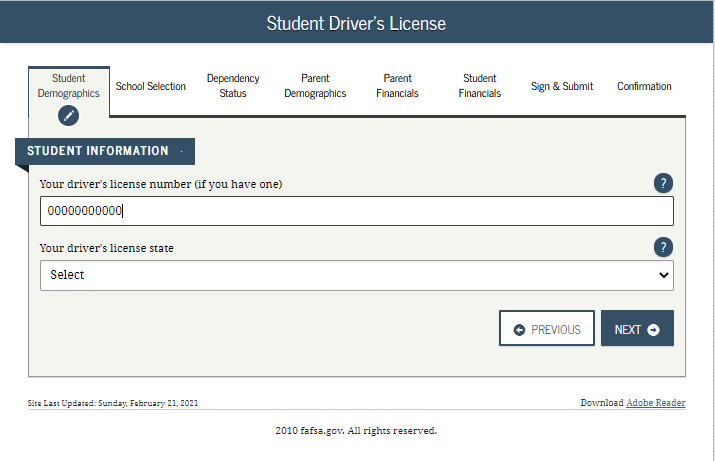 Student Driver's License
Student
Demographics
School Selection
Dependency
Status
Parent
Demographics
Parent
Financials
Student
Financials
Sign & Submit
Confirmation
STUDENT INFORMATION
Your driver's license number (if you have one)
?
00000000000
Your driver's license state
?
Select
PREVIOUS
NEXT
Site Last Updated: Sunday, February 21, 2021
Download Adobe Reader
2010 fafsa.gov. All rights reserved.